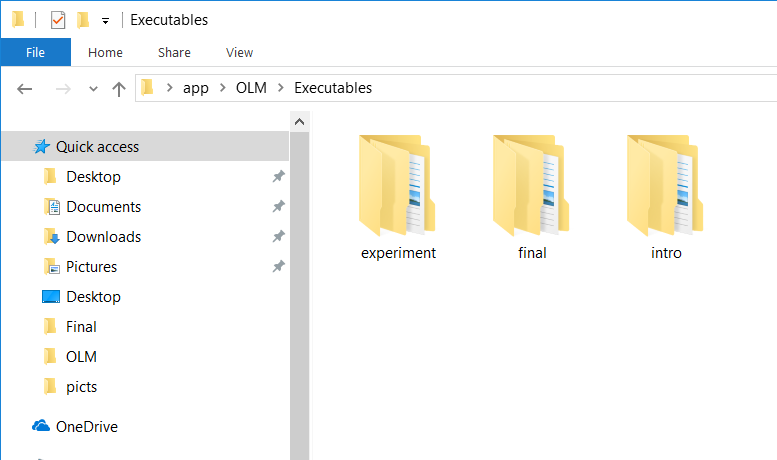 Executables
File Home Share View
app OLM Executables
Quick access
Desktop
Documents
Downloads
Pictures
Desktop
Final
OLM
picts
OneDrive
experiment final intro